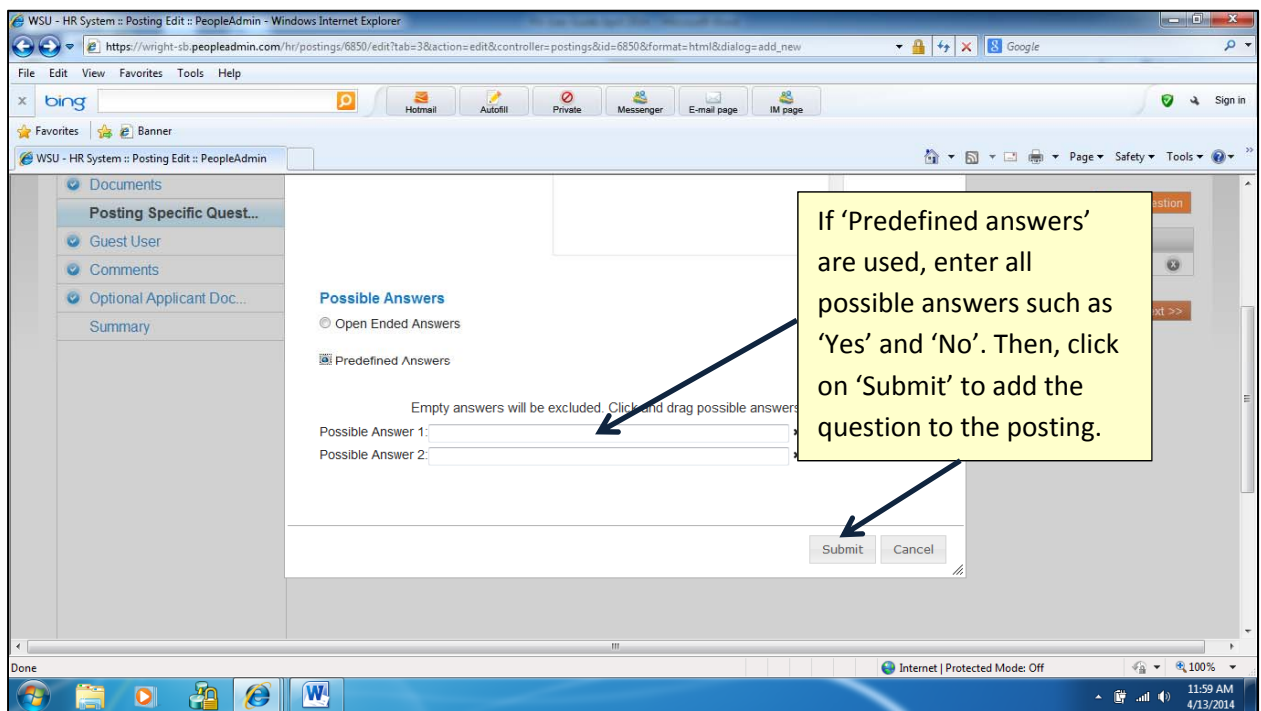 WSU - HR System :: Posting Edit :: PeopleAdmin - Windows Internet Explorer
https://wright-sb.peopleadmin.com/hr/postings/6850/edit?tab=3&action=edit&controller=postings&id=6850&format=html&dialog=add_new
Google
File Edit View Favorites Tools Help
x bing Hotmail Autofill Private Messenger E-mail page IM page Sign in
Favorites Banner
WSU - HR System :: Posting Edit :: PeopleAdmin Page Safety Tools
Documents
Posting Specific Quest...
Guest User
Comments
Optional Applicant Doc...
Summary
Possible Answers
Open Ended Answers
Predefined Answers
Empty answers will be excluded. Click and drag possible answers
Possible Answer 1:
Possible Answer 2:
Submit Cancel
If ‘Predefined answers’
are used, enter all
possible answers such as
‘Yes’ and ‘No’. Then, click
on ‘Submit’ to add the
question to the posting.
Done Internet | Protected Mode: Off 100%
11:59 AM
4/13/2014